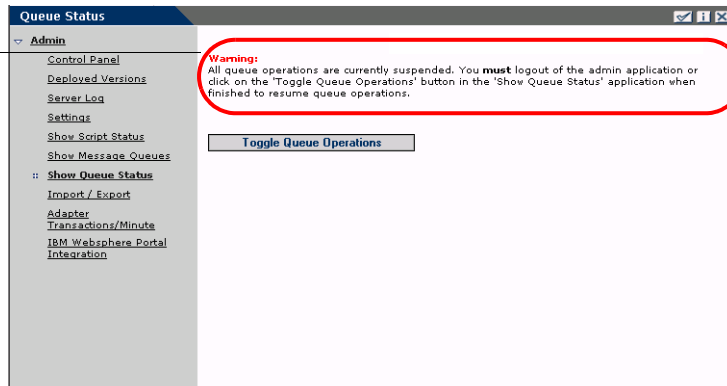 Queue Status
Admin
Control Panel
Deployed Versions
Server Log
Settings
Show Script Status
Show Message Queues
Show Queue Status
Import / Export
Adapter
Transactions/Minute
IBM Websphere Portal
Integration
Warning:
All queue operations are currently suspended. You must logout of the admin application or
click on the 'Toggle Queue Operations' button in the 'Show Queue Status' application when
finished to resume queue operations.
Toggle Queue Operations